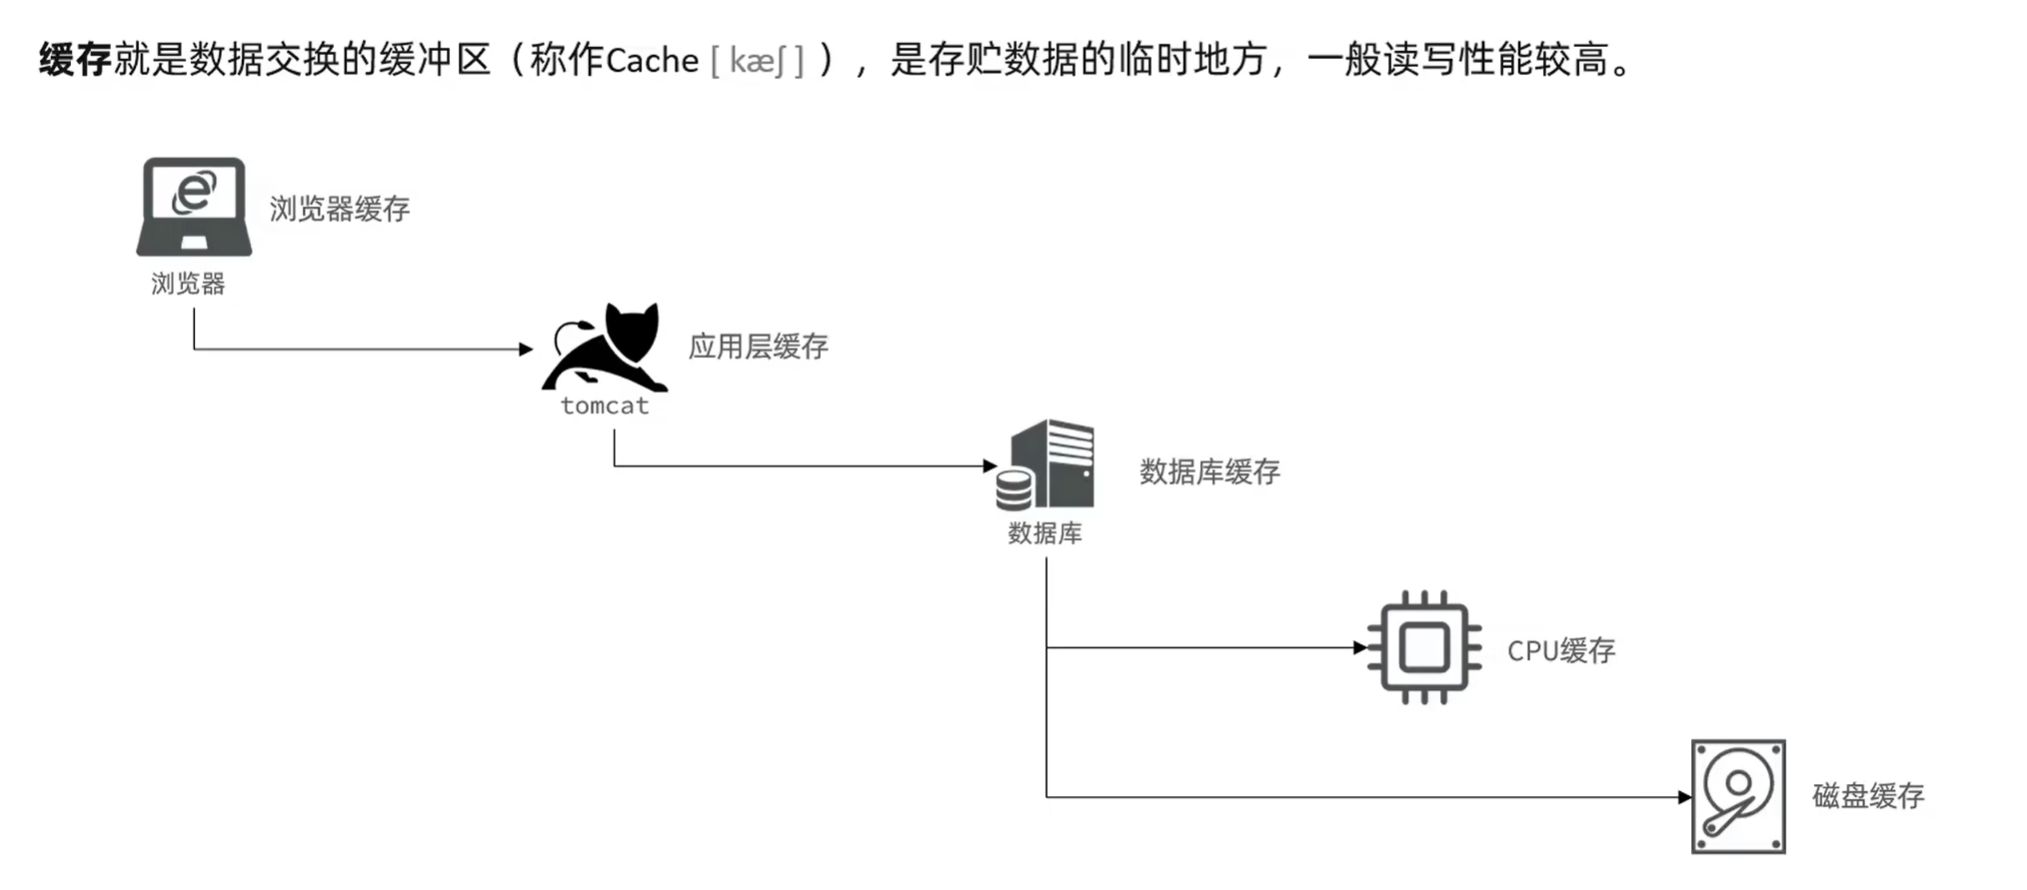 缓存就是数据交换的缓冲区（称作Cache [ kæʃ ] ），是存贮数据的临时地方，一般读写性能较高。
浏览器缓存
浏览器
应用层缓存
tomcat
数据库缓存
数据库
CPU缓存
磁盘缓存